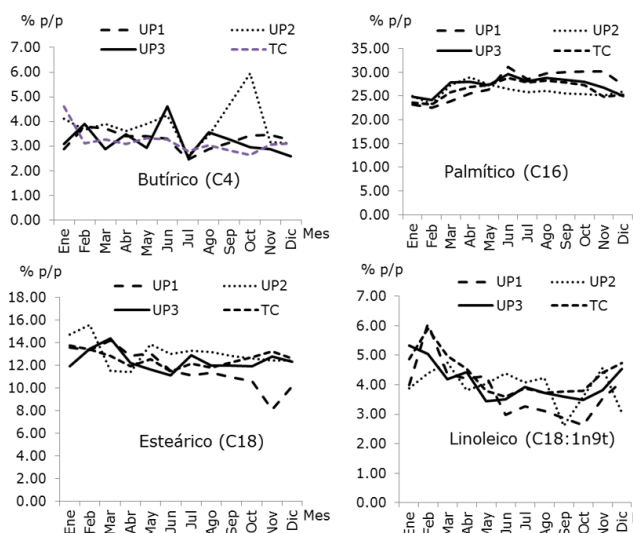 % p/p
UP1
UP2
UP3
TC
7.00
6.00
5.00
4.00
3.00
2.00
1.00
0.00
Butírico (C4)
Ene
Feb
Mar
Abr
May
Jun
Jul
Ago
Sep
Oct
Nov
Dic
Mes
% p/p
UP1
UP2
UP3
TC
35.00
30.00
25.00
20.00
15.00
10.00
5.00
0.00
Palmítico (C16)
Ene
Feb
Mar
Abr
May
Jun
Jul
Ago
Sep
Oct
Nov
Dic
% p/p
UP1
UP2
UP3
TC
18.00
16.00
14.00
12.00
10.00
8.00
6.00
4.00
2.00
0.00
Esteárico (C18)
Ene
Feb
Mar
Abr
May
Jun
Jul
Ago
Sep
Oct
Nov
Dic
Mes
% p/p
UP1
UP2
UP3
TC
7.00
6.00
5.00
4.00
3.00
2.00
1.00
0.00
Linoleico (C18:1n9t)
Ene
Feb
Mar
Abr
May
Jun
Jul
Ago
Sep
Oct
Nov
Dic